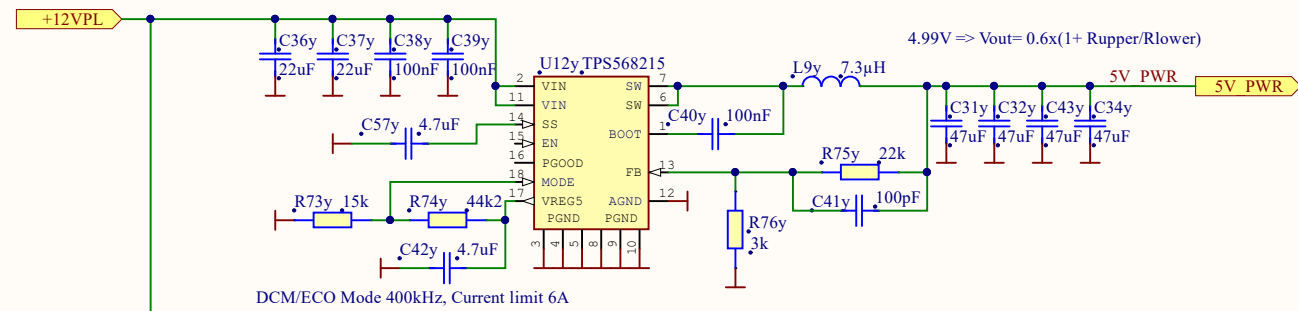 +12VPL
4.99V => Vout= 0.6x(1+ Rupper/Rlower)
C36y
22uF
C37y
22uF
C38y
100nF
C39y
100nF
U12y TPS568215
2 VIN
11 VIN
14 SS
15 EN
16 PGOOD
18 MODE
17 VREG5
PGND PGND
3 4 5 8 9 10
SW 7
SW 6
BOOT 1
FB 13
AGND 12
C57y 4.7uF
R73y 15k
R74y 44k2
C42y 4.7uF
C40y 100nF
L9y 7.3µH
R75y 22k
C41y 100pF
R76y
3k
5V_PWR
5V_PWR
C31y
47uF
C32y
47uF
C43y
47uF
C34y
47uF
DCM/ECO Mode 400kHz, Current limit 6A